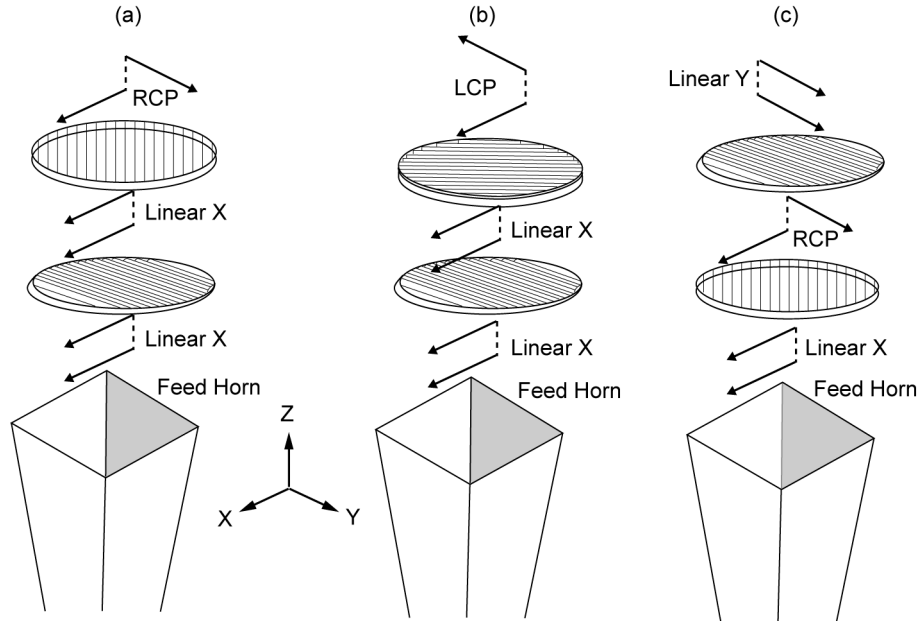 (a)
RCP
Linear X
Linear X
Feed Horn
(b)
LCP
Linear X
Linear X
Feed Horn
(c)
Linear Y
RCP
Linear X
Feed Horn
Z
X
Y